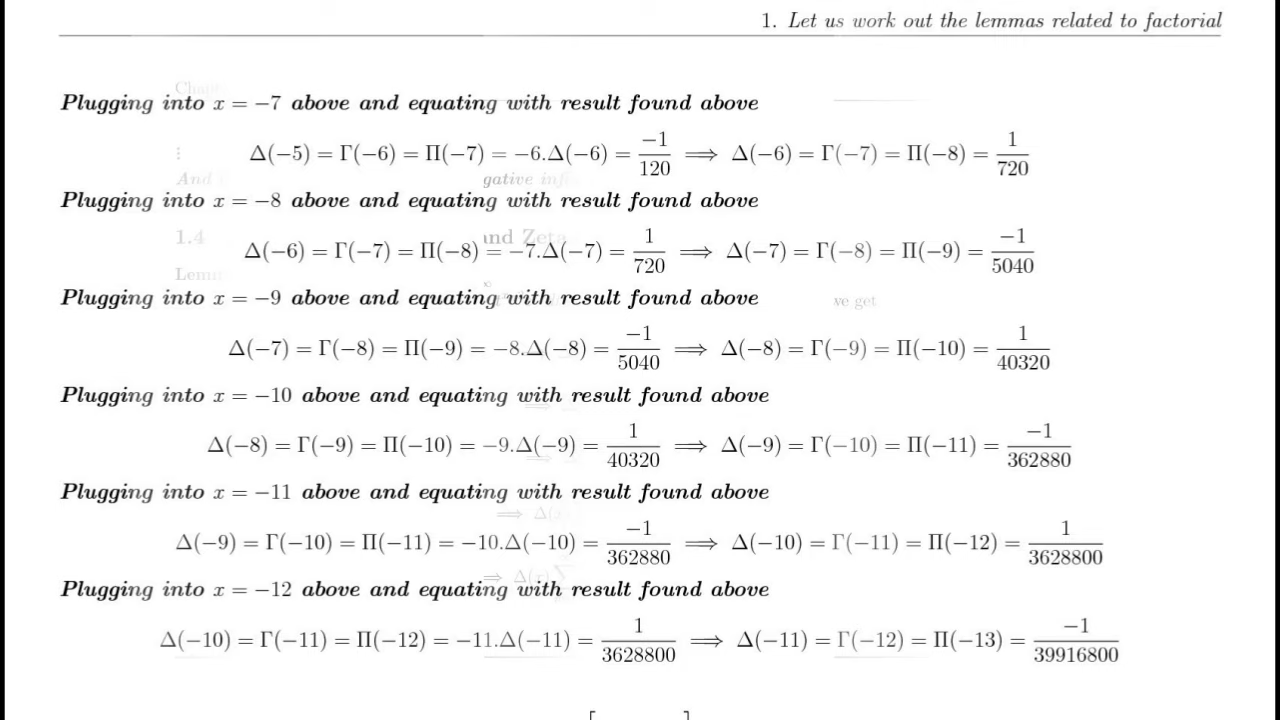 1. Let us work out the lemmas related to factorial
Plugging into x = −7 above and equating with result found above
Δ(−5) = Γ(−6) = Π(−7) = −6.Δ(−6) = −1/120 ⟹ Δ(−6) = Γ(−7) = Π(−8) = 1/720
Plugging into x = −8 above and equating with result found above
Δ(−6) = Γ(−7) = Π(−8) = −7.Δ(−7) = 1/720 ⟹ Δ(−7) = Γ(−8) = Π(−9) = −1/5040
Plugging into x = −9 above and equating with result found above
Δ(−7) = Γ(−8) = Π(−9) = −8.Δ(−8) = −1/5040 ⟹ Δ(−8) = Γ(−9) = Π(−10) = 1/40320
Plugging into x = −10 above and equating with result found above
Δ(−8) = Γ(−9) = Π(−10) = −9.Δ(−9) = 1/40320 ⟹ Δ(−9) = Γ(−10) = Π(−11) = −1/362880
Plugging into x = −11 above and equating with result found above
Δ(−9) = Γ(−10) = Π(−11) = −10.Δ(−10) = −1/362880 ⟹ Δ(−10) = Γ(−11) = Π(−12) = 1/3628800
Plugging into x = −12 above and equating with result found above
Δ(−10) = Γ(−11) = Π(−12) = −11.Δ(−11) = 1/3628800 ⟹ Δ(−11) = Γ(−12) = Π(−13) = −1/39916800